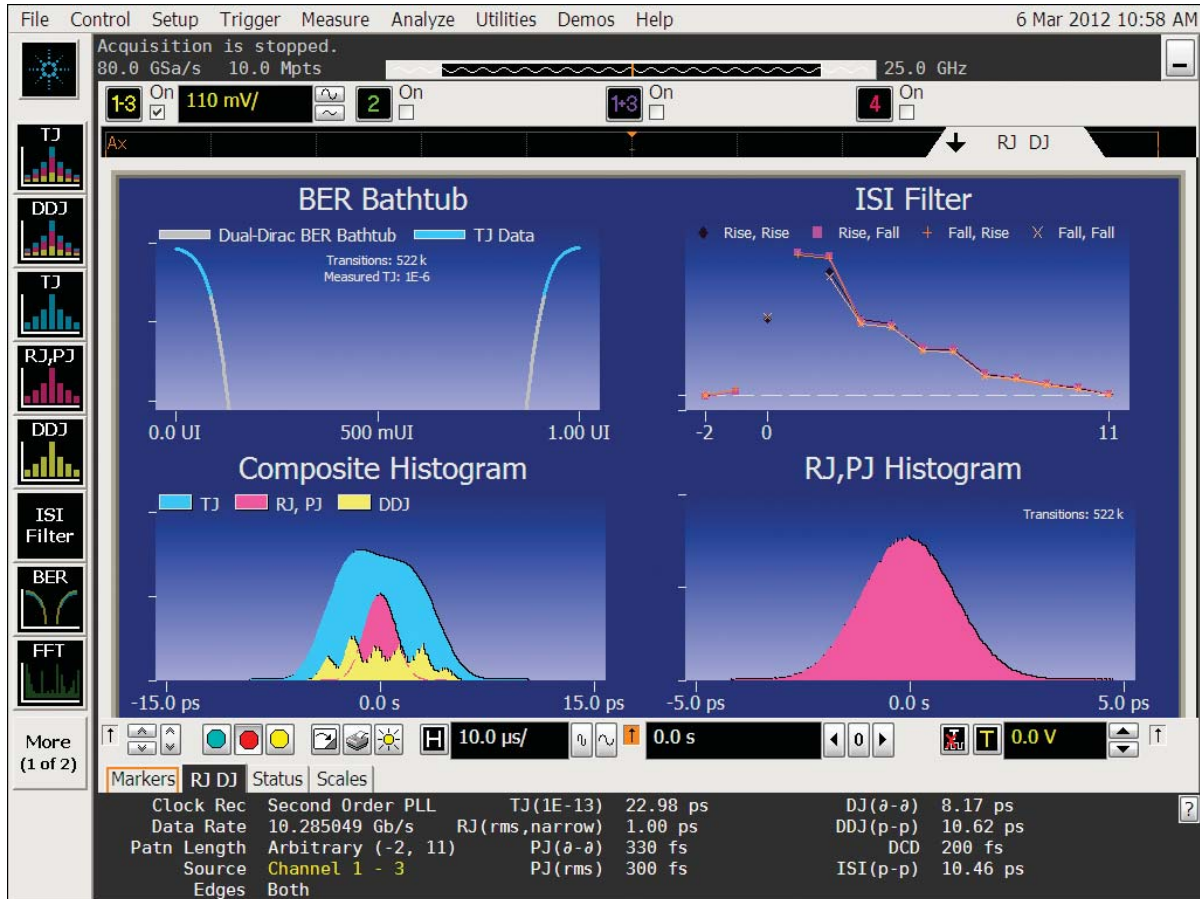 File Control Setup Trigger Measure Analyze Utilities Demos Help 6 Mar 2012 10:58 AM
Acquisition is stopped.
80.0 GSa/s 10.0 Mpts 25.0 GHz
1-3 On 110 mV/ 2 On 1+3 On 4 On
Ax RJ DJ
TJ
DDJ
TJ
RJ,PJ
DDJ
ISI
Filter
BER
FFT
More
(1 of 2)
BER Bathtub
Dual-Dirac BER Bathtub TJ Data
Transitions: 522 k
Measured TJ: 1E-6
0.0 UI 500 mUI 1.00 UI
ISI Filter
Rise, Rise Rise, Fall Fall, Rise Fall, Fall
-2 0 11
Composite Histogram
TJ RJ, PJ DDJ
-15.0 ps 0.0 s 15.0 ps
RJ,PJ Histogram
Transitions: 522 k
-5.0 ps 0.0 s 5.0 ps
H 10.0 µs/ 0.0 s 0 T 0.0 V
Markers RJ DJ Status Scales
Clock Rec Second Order PLL TJ(1E-13) 22.98 ps DJ(∂-∂) 8.17 ps ?
Data Rate 10.285049 Gb/s RJ(rms,narrow) 1.00 ps DDJ(p-p) 10.62 ps
Patn Length Arbitrary (-2, 11) PJ(∂-∂) 330 fs DCD 200 fs
Source Channel 1 - 3 PJ(rms) 300 fs ISI(p-p) 10.46 ps
Edges Both